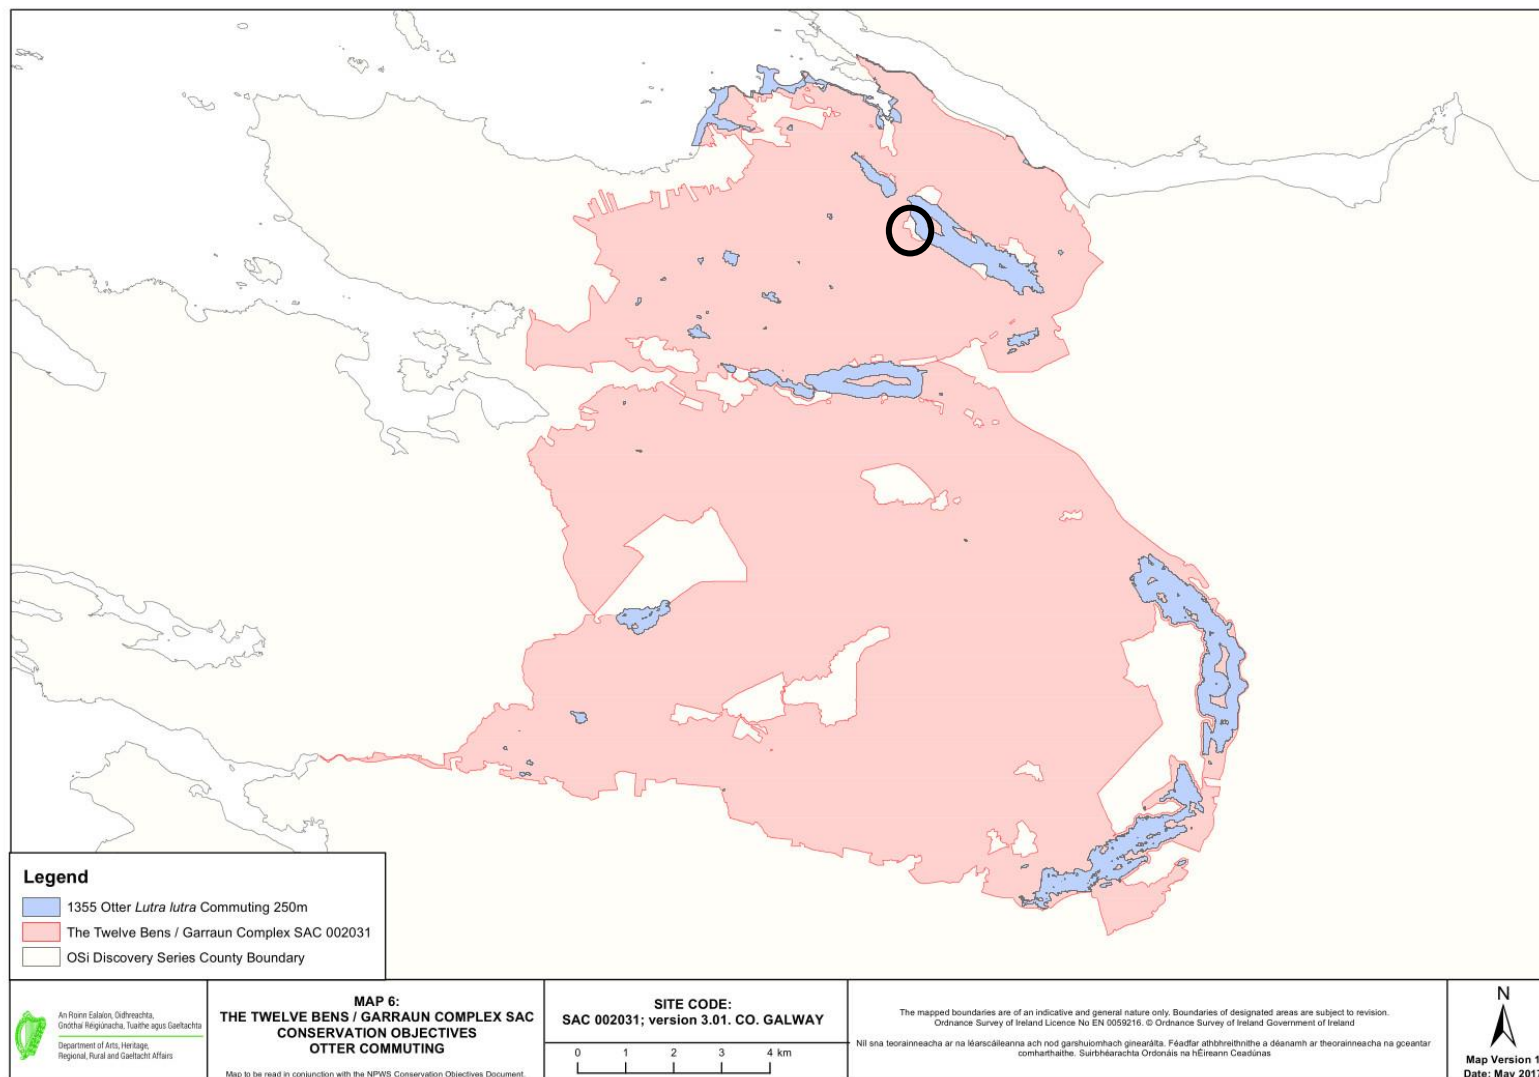 Legend
1355 Otter Lutra lutra Commuting 250m
The Twelve Bens / Garraun Complex SAC 002031
OSi Discovery Series County Boundary
An Roinn Ealaíon, Oidhreachta,
Gnóthaí Réigiúnacha, Tuaithe agus Gaeltachta
Department of Arts, Heritage,
Regional, Rural and Gaeltacht Affairs
MAP 6:
THE TWELVE BENS / GARRAUN COMPLEX SAC
CONSERVATION OBJECTIVES
OTTER COMMUTING
Map to be read in conjunction with the NPWS Conservation Objectives Document.
SITE CODE:
SAC 002031; version 3.01. CO. GALWAY
0 1 2 3 4 km
The mapped boundaries are of an indicative and general nature only. Boundaries of designated areas are subject to revision.
Ordnance Survey of Ireland Licence No EN 0059216. © Ordnance Survey of Ireland Government of Ireland
Níl sna teorainneacha ar na léarscáileanna ach nod garshuiomhach ginearálta. Féadfar athbhreithnithe a déanamh ar theorainneacha na gceantar
comharthaithe. Suirbhéarachta Ordonáis na hÉireann Ceadúnas
N
Map Version 1
Date: May 2017